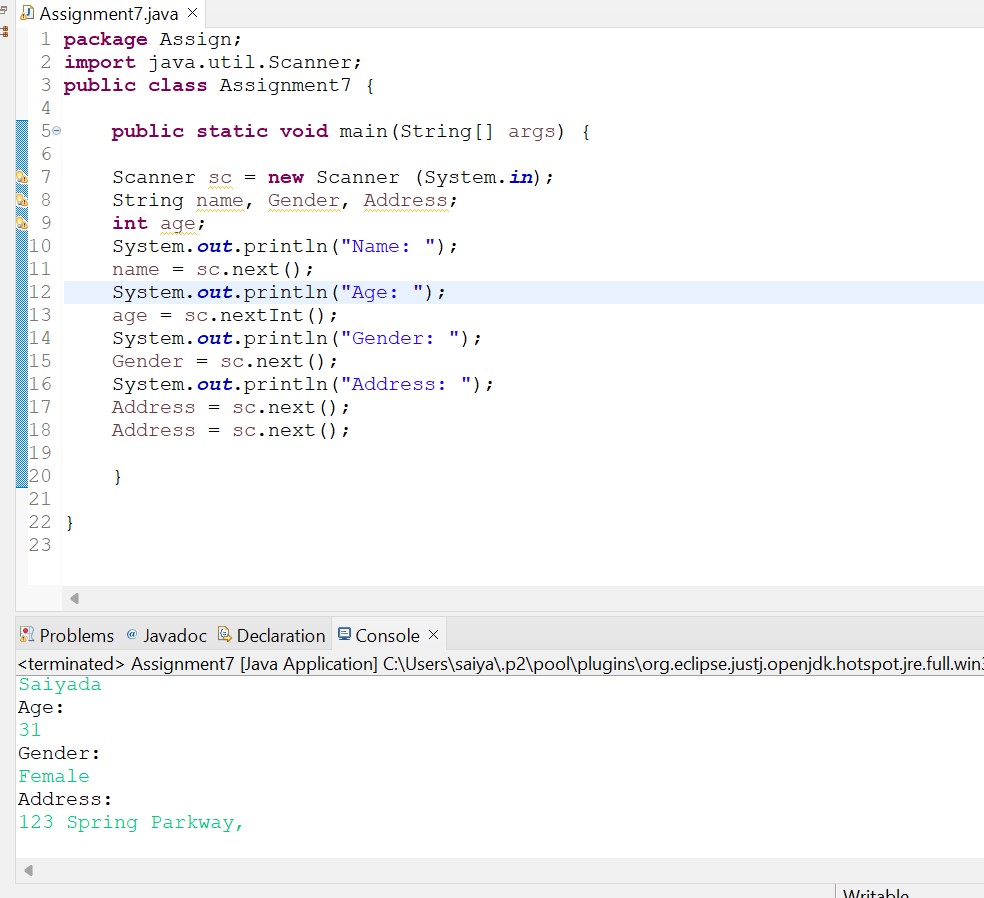 Assignment7.java
1 package Assign;
2 import java.util.Scanner;
3 public class Assignment7 {
4
5 public static void main(String[] args) {
6
7 Scanner sc = new Scanner (System.in);
8 String name, Gender, Address;
9 int age;
10 System.out.println("Name: ");
11 name = sc.next();
12 System.out.println("Age: ");
13 age = sc.nextInt();
14 System.out.println("Gender: ");
15 Gender = sc.next();
16 System.out.println("Address: ");
17 Address = sc.next();
18 Address = sc.next();
19
20 }
21
22 }
23
Problems @ Javadoc Declaration Console
<terminated> Assignment7 [Java Application] C:\Users\saiya\.p2\pool\plugins\org.eclipse.justj.openjdk.hotspot.jre.full.win3
Saiyada
Age:
31
Gender:
Female
Address:
123 Spring Parkway,
Writable